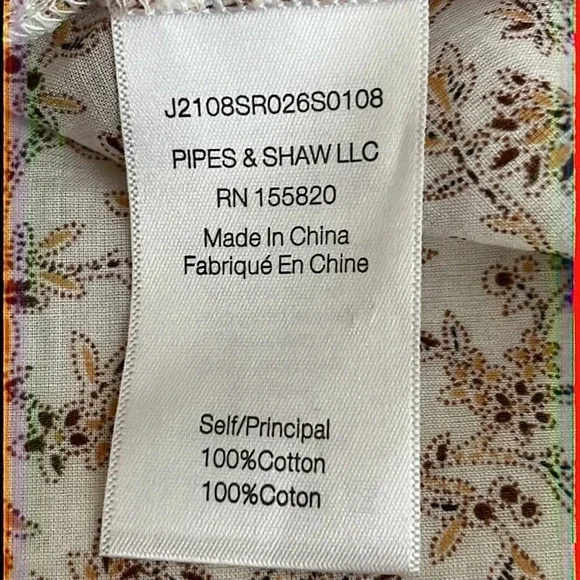 J2108SR026S0108
PIPES & SHAW LLC
RN 155820
Made In China
Fabriqué En Chine
Self/Principal
100%Cotton
100%Coton